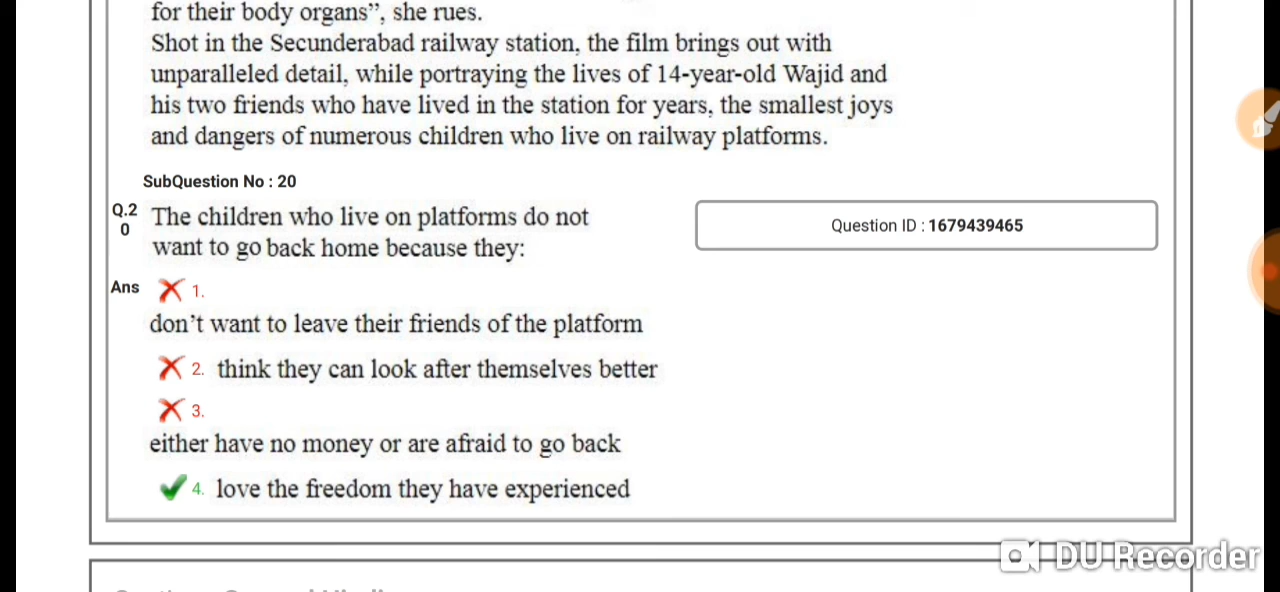 for their body organs”, she rues.
Shot in the Secunderabad railway station, the film brings out with
unparalleled detail, while portraying the lives of 14-year-old Wajid and
his two friends who have lived in the station for years, the smallest joys
and dangers of numerous children who live on railway platforms.
SubQuestion No : 20
Q.2
0
The children who live on platforms do not
want to go back home because they:
Question ID : 1679439465
Ans
1.
don’t want to leave their friends of the platform
2. think they can look after themselves better
3.
either have no money or are afraid to go back
4. love the freedom they have experienced
DU Recorder